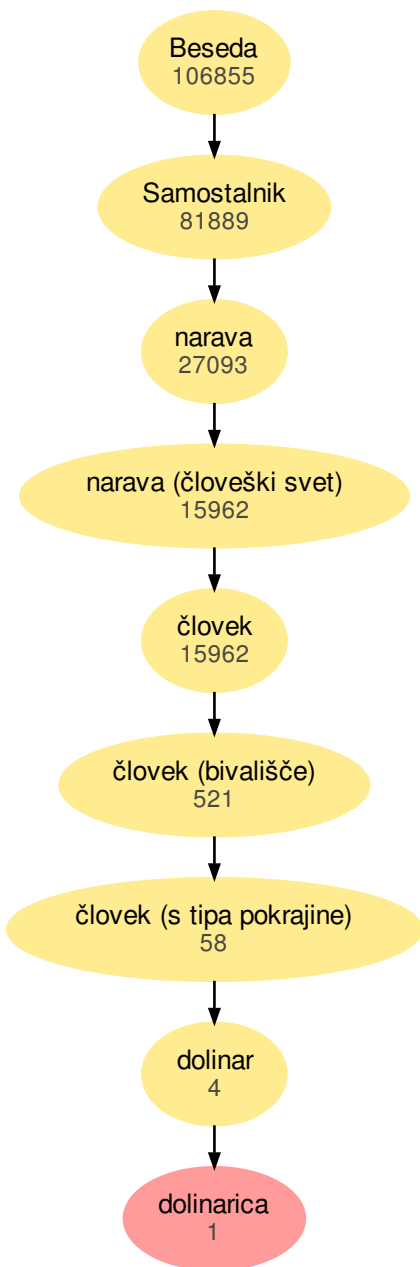 Beseda
106855
Samostalnik
81889
narava
27093
narava (človeški svet)
15962
človek
15962
človek (bivališče)
521
človek (s tipa pokrajine)
58
dolinar
4
dolinarica
1